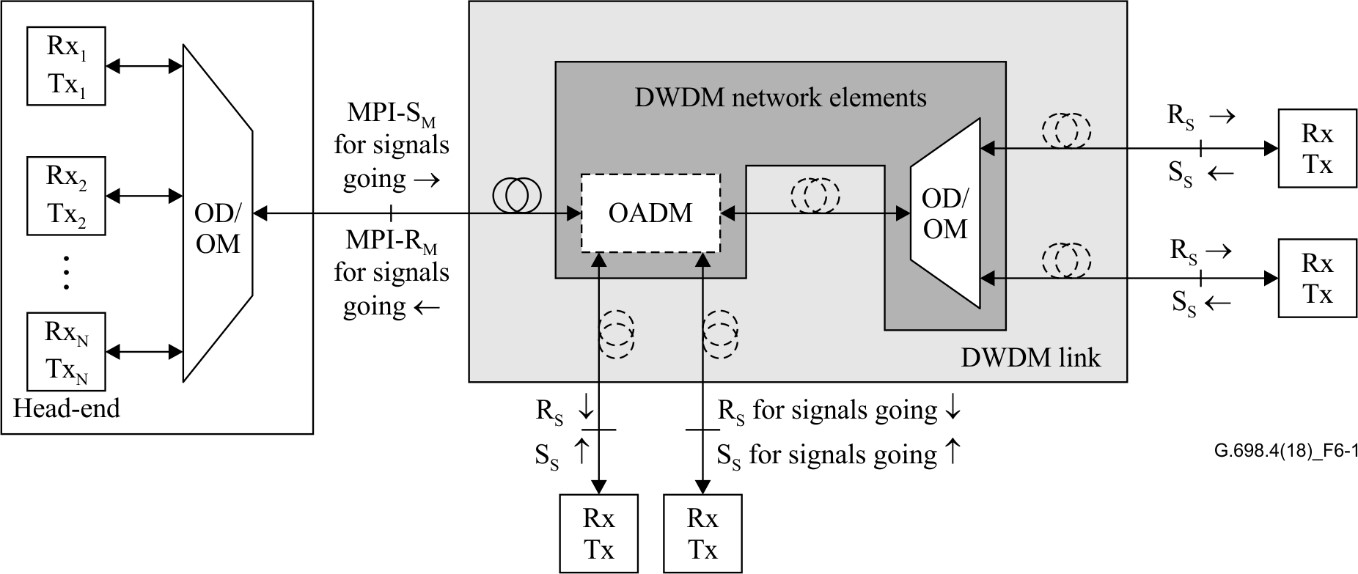 Rx1
Tx1
Rx2
Tx2
⋮
RxN
TxN
Head-end
OD/
OM
MPI-SM
for signals
going →
MPI-RM
for signals
going ←
DWDM network elements
OADM
OD/
OM
DWDM link
RS →
SS ←
Rx
Tx
RS →
SS ←
Rx
Tx
RS ↓
SS ↑
RS for signals going ↓
SS for signals going ↑
Rx
Tx
Rx
Tx
G.698.4(18)_F6-1